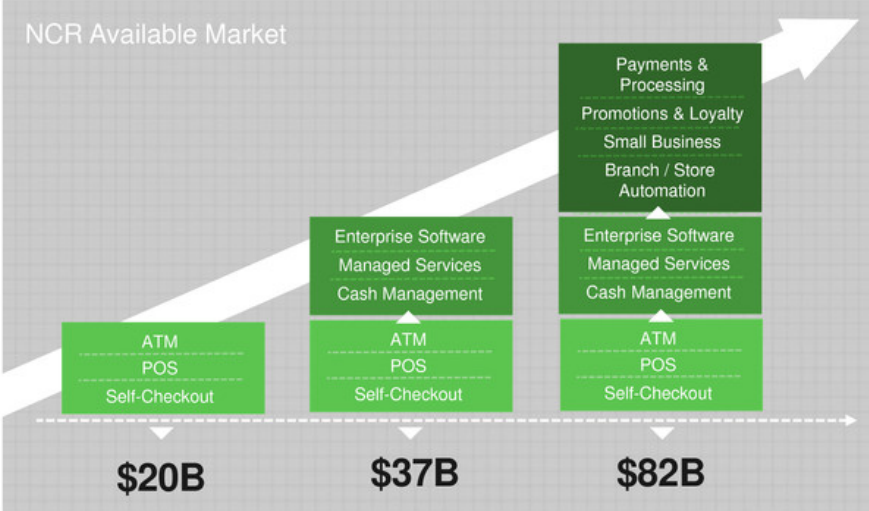 NCR Available Market
Payments &
Processing
Promotions & Loyalty
Small Business
Branch / Store
Automation
Enterprise Software
Managed Services
Cash Management
Enterprise Software
Managed Services
Cash Management
ATM
POS
Self-Checkout
ATM
POS
Self-Checkout
ATM
POS
Self-Checkout
$20B
$37B
$82B